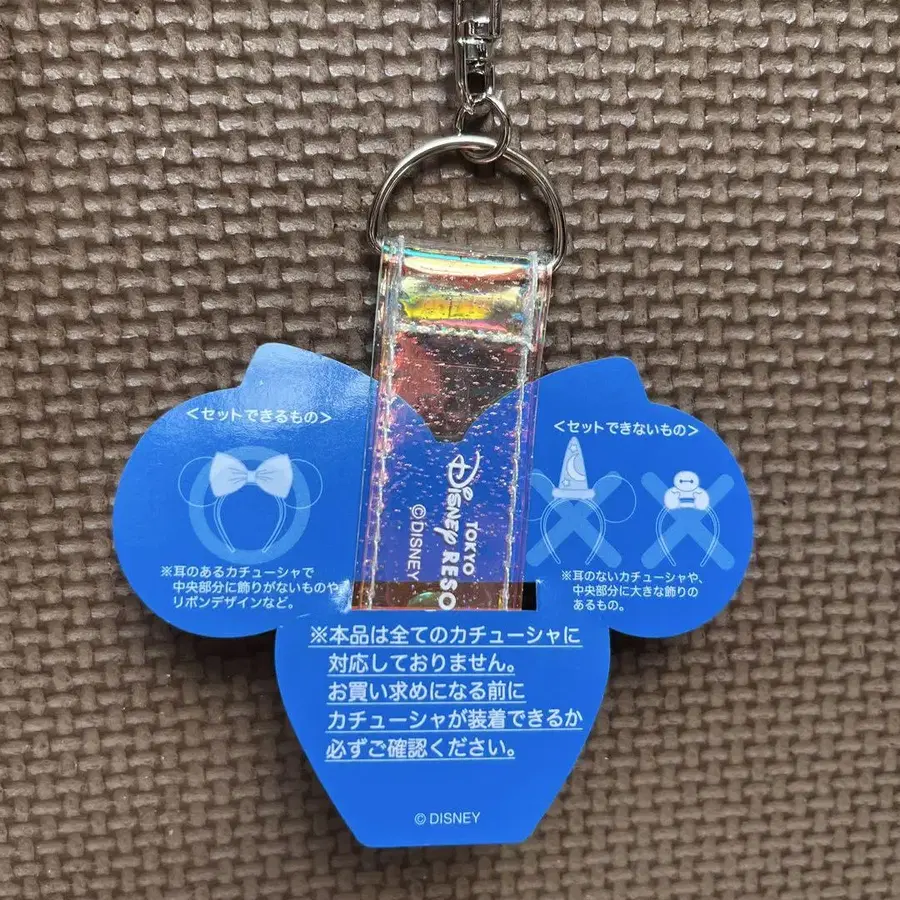 <セットできるもの>
※耳のあるカチューシャで
中央部分に飾りがないものや
リボンデザインなど。
TOKYO
DISNEY
©DISNEY
<セットできないもの>
※耳のないカチューシャや、
中央部分に大きな飾りの
あるもの。
※本品は全てのカチューシャに
対応しておりません。
お買い求めになる前に
カチューシャが装着できるか
必ずご確認ください。
©DISNEY